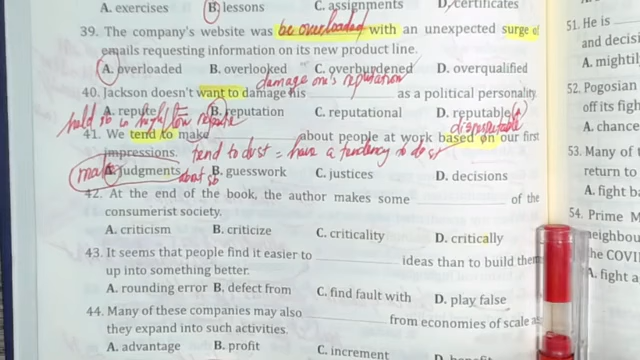 A. exercises B. lessons C. assignments D. certificates
39. The company's website was be overloaded with an unexpected surge of
emails requesting information on its new product line.
A. overloaded B. overlooked C. overburdened D. overqualified
damage one's reputation
40. Jackson doesn't want to damage his ________ as a political personality.
A. repute B. reputation C. reputational D. reputable
hold sb in high/low repute
disreputable
41. We tend to make ________ about people at work based on our first
impressions. tend to do st = have a tendency to do st
make A. judgments about sb B. guesswork C. justices D. decisions
42. At the end of the book, the author makes some ________ of the
consumerist society.
A. criticism B. criticize C. criticality D. critically
43. It seems that people find it easier to ________ ideas than to build them
up into something better.
A. rounding error B. defect from C. find fault with D. play false
44. Many of these companies may also ________ from economies of scale as
they expand into such activities.
A. advantage B. profit C. increment
51. He is
and decisi
A. mightil
52. Pogosian
off its figh
A. chance
53. Many of t
return to
A. fight b
54. Prime M
neighbou
he COVI
A. fight a